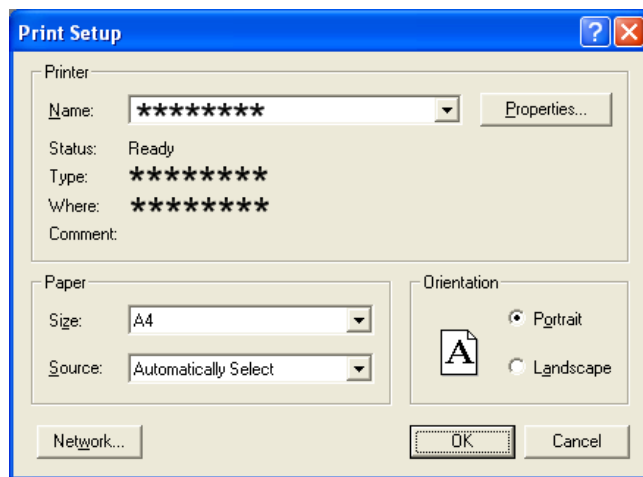 Print Setup
Printer
Name: ********
Properties...
Status: Ready
Type: ********
Where: ********
Comment:
Paper
Size: A4
Source: Automatically Select
Orientation
A
Portrait
Landscape
Network...
OK
Cancel